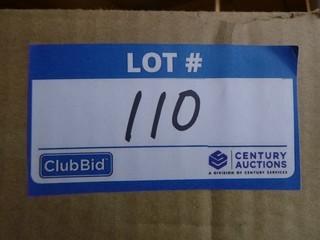 LOT #
110
ClubBid
CENTURY
AUCTIONS
A DIVISION OF CENTURY SERVICES